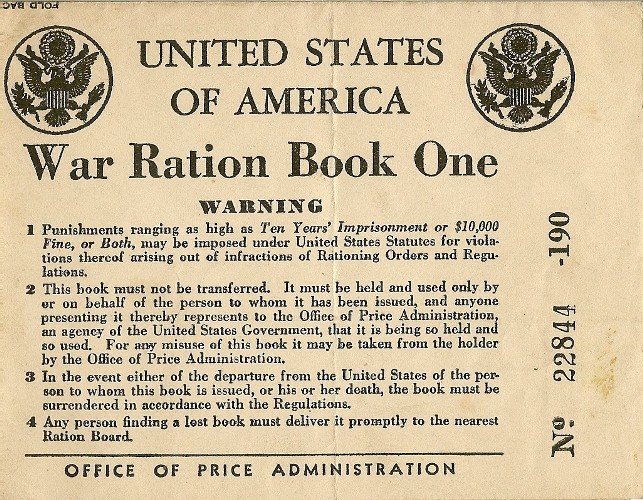 FOLD BAC
UNITED STATES
OF AMERICA
War Ration Book One
WARNING
1 Punishments ranging as high as Ten Years' Imprisonment or $10,000
Fine, or Both, may be imposed under United States Statutes for viola-
tions thereof arising out of infractions of Rationing Orders and Regu-
lations.
2 This book must not be transferred. It must be held and used only by
or on behalf of the person to whom it has been issued, and anyone
presenting it thereby represents to the Office of Price Administration,
an agency of the United States Government, that it is being so held and
so used. For any misuse of this book it may be taken from the holder
by the Office of Price Administration.
3 In the event either of the departure from the United States of the per-
son to whom this book is issued, or his or her death, the book must be
surrendered in accordance with the Regulations.
4 Any person finding a lost book must deliver it promptly to the nearest
Ration Board.
OFFICE OF PRICE ADMINISTRATION
Nº 22844 -190